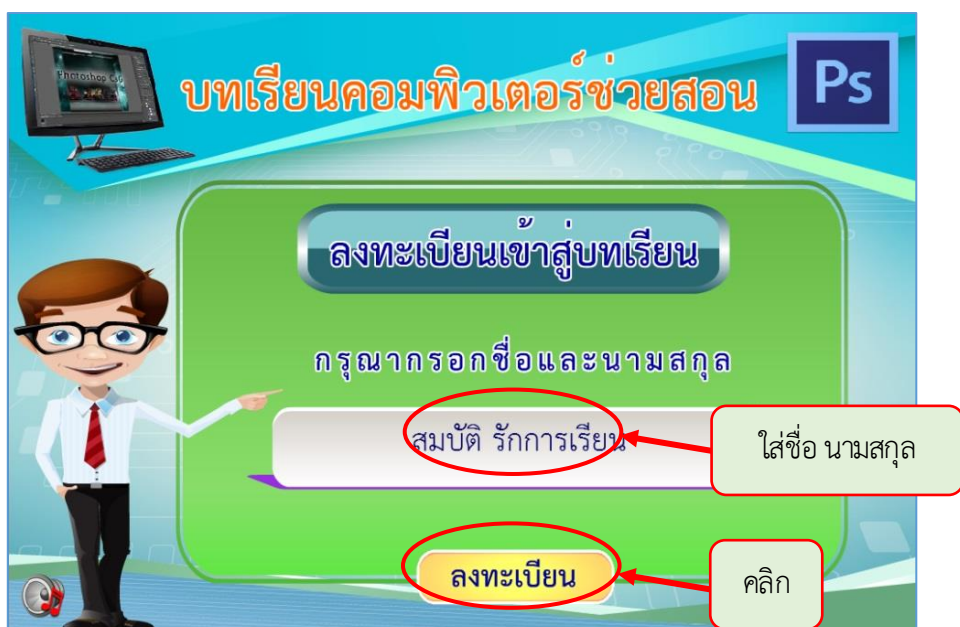 Photoshop Cs6
บทเรียนคอมพิวเตอร์ช่วยสอน
Ps
ลงทะเบียนเข้าสู่บทเรียน
กรุณากรอกชื่อและนามสกุล
สมบัติ รักการเรียน
ใส่ชื่อ นามสกุล
ลงทะเบียน
คลิก